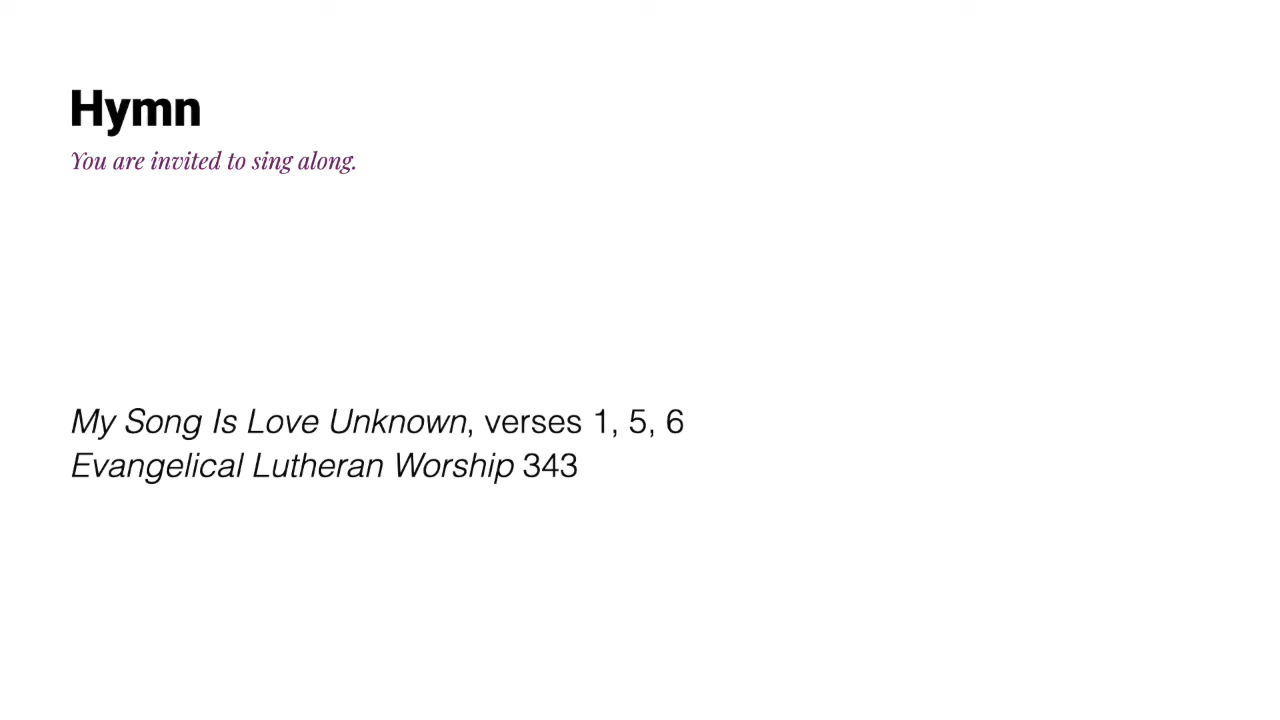 Hymn
You are invited to sing along.
My Song Is Love Unknown, verses 1, 5, 6
Evangelical Lutheran Worship 343